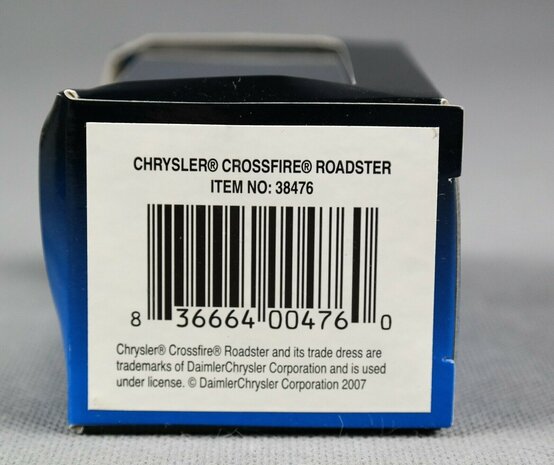 CHRYSLER® CROSSFIRE® ROADSTER
ITEM NO: 38476
8 36664 00476 0
Chrysler® Crossfire® Roadster and its trade dress are
trademarks of DaimlerChrysler Corporation and is used
under license. © DaimlerChrysler Corporation 2007